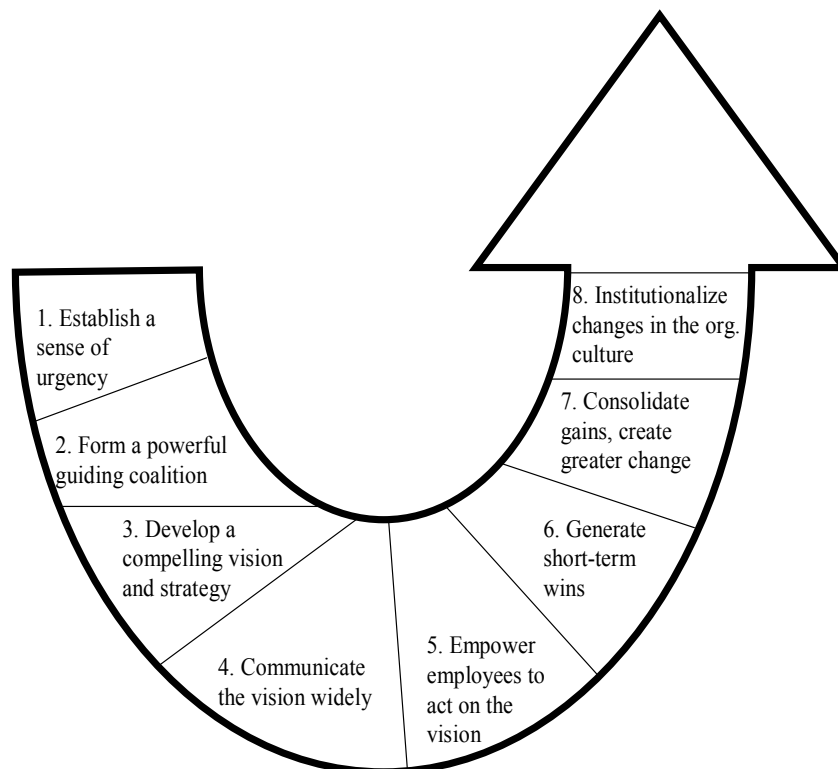 1. Establish a
sense of
urgency
2. Form a powerful
guiding coalition
3. Develop a
compelling vision
and strategy
4. Communicate
the vision widely
5. Empower
employees to
act on the
vision
6. Generate
short-term
wins
7. Consolidate
gains, create
greater change
8. Institutionalize
changes in the org.
culture